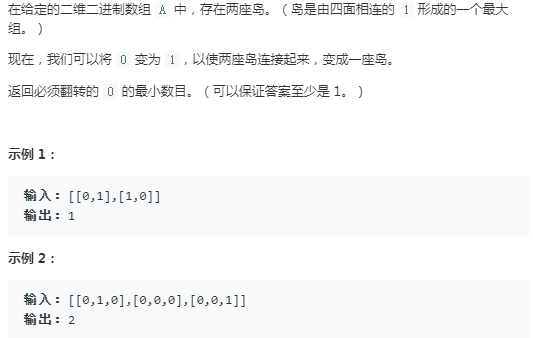 在给定的二维二进制数组 A 中，存在两座岛。（岛是由四面相连的 1 形成的一个最大
组。）
现在，我们可以将 0 变为 1，以使两座岛连接起来，变成一座岛。
返回必须翻转的 0 的最小数目。（可以保证答案至少是 1。）
示例 1：
输入：[[0,1],[1,0]]
输出：1
示例 2：
输入：[[0,1,0],[0,0,0],[0,0,1]]
输出：2